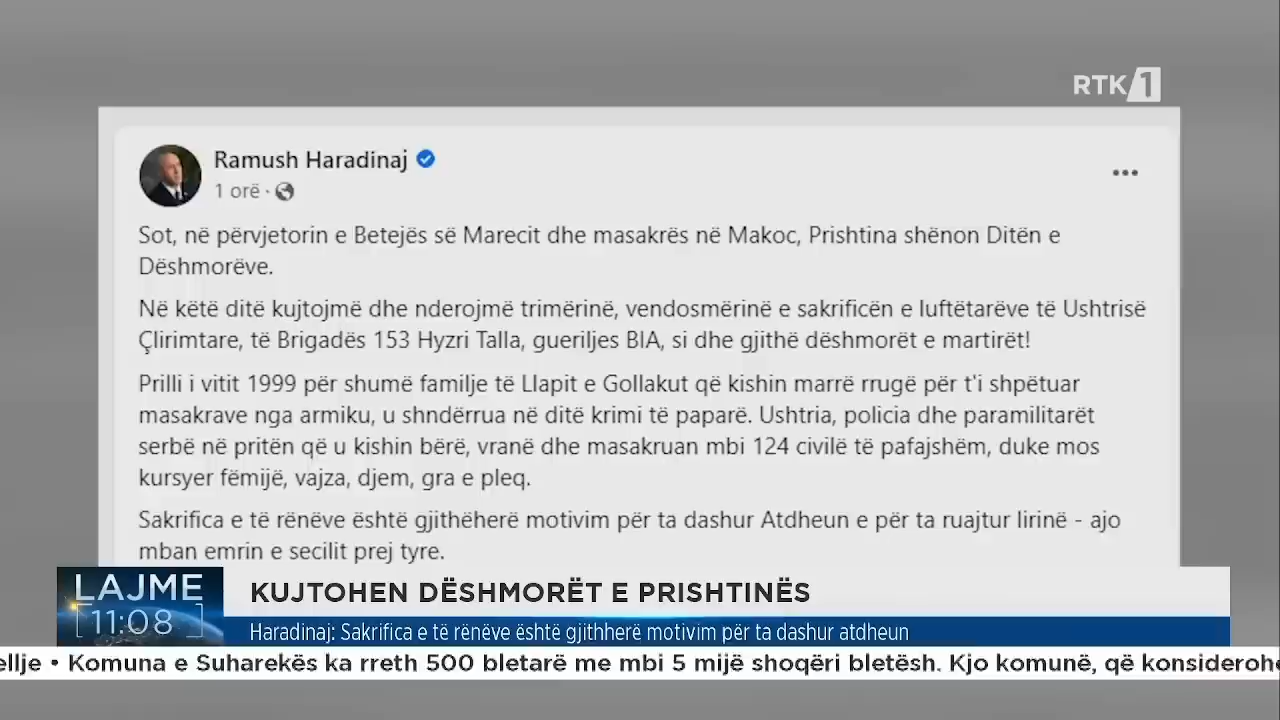 RTK 1
Ramush Haradinaj
1 orë ·
Sot, në përvjetorin e Betejës së Marecit dhe masakrës në Makoc, Prishtina shënon Ditën e
Dëshmorëve.
Në këtë ditë kujtojmë dhe nderojmë trimërinë, vendosmërinë e sakrificën e luftëtarëve të Ushtrisë
Çlirimtare, të Brigadës 153 Hyzri Talla, gueriljes BIA, si dhe gjithë dëshmorët e martirët!
Prilli i vitit 1999 për shumë familje të Llapit e Gollakut që kishin marrë rrugë për t'i shpëtuar
masakrave nga armiku, u shndërrua në ditë krimi të paparë. Ushtria, policia dhe paramilitarët
serbë në pritën që u kishin bërë, vranë dhe masakruan mbi 124 civilë të pafajshëm, duke mos
kursyer fëmijë, vajza, djem, gra e pleq.
Sakrifica e të rënëve është gjithëherë motivim për ta dashur Atdheun e për ta ruajtur lirinë - ajo
mban emrin e secilit prej tyre.
LAJME
11:08
KUJTOHEN DËSHMORËT E PRISHTINËS
Haradinaj: Sakrifica e të rënëve është gjithherë motivim për ta dashur atdheun
ellje • Komuna e Suharekës ka rreth 500 bletarë me mbi 5 mijë shoqëri bletësh. Kjo komunë, që konsiderohe